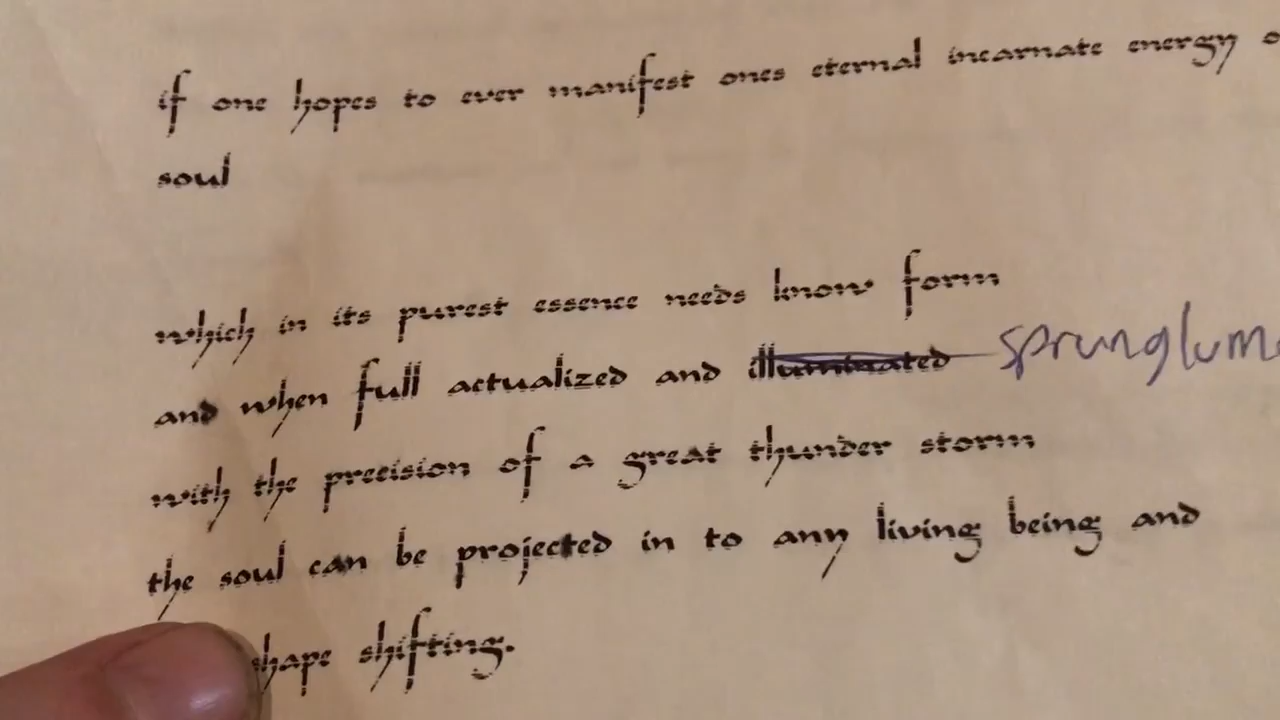 if one hopes to ever manifest ones eternal incarnate energy
soul
which in its purest essence needs know form
and when full actualized and illuminated
with the precision of a great thunder storm
the soul can be projected in to any living being and
shape shifting.